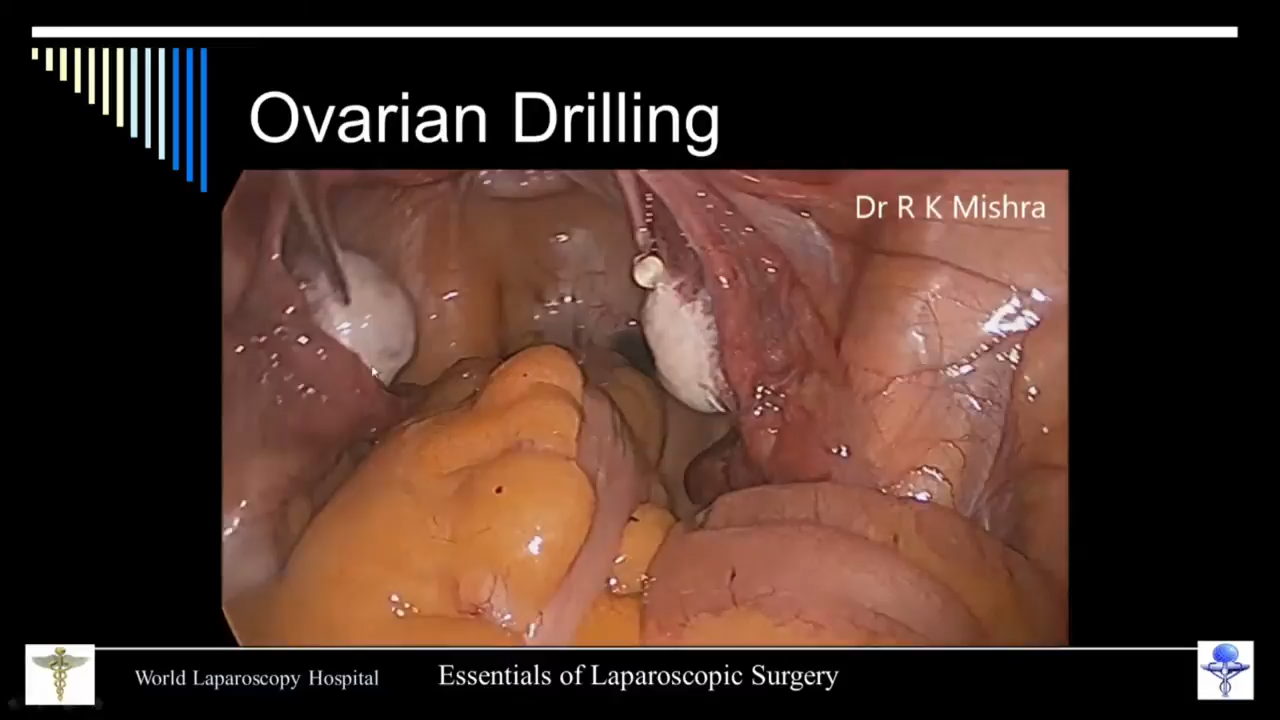 Ovarian Drilling
Dr R K Mishra
World Laparoscopy Hospital
Essentials of Laparoscopic Surgery